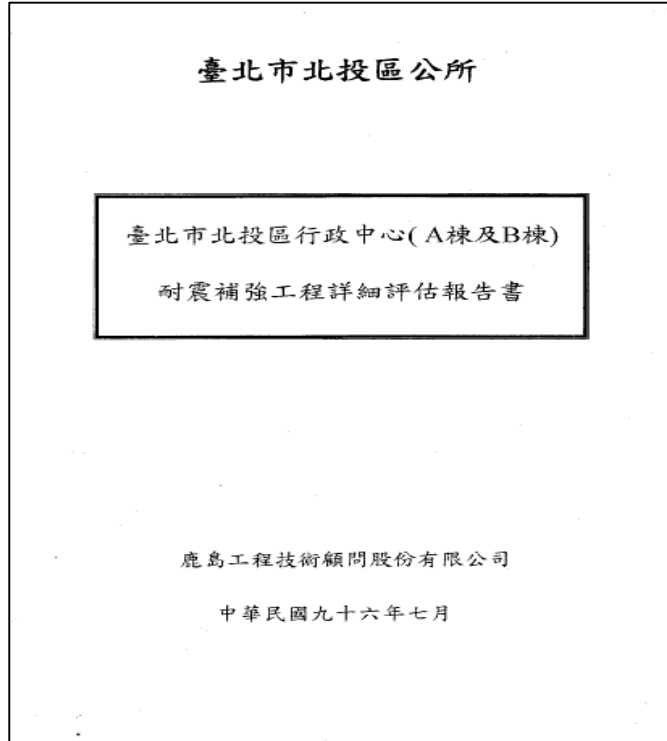 臺北市北投區公所
臺北市北投區行政中心(A棟及B棟)
耐震補強工程詳細評估報告書
鹿島工程技術顧問股份有限公司
中華民國九十六年七月